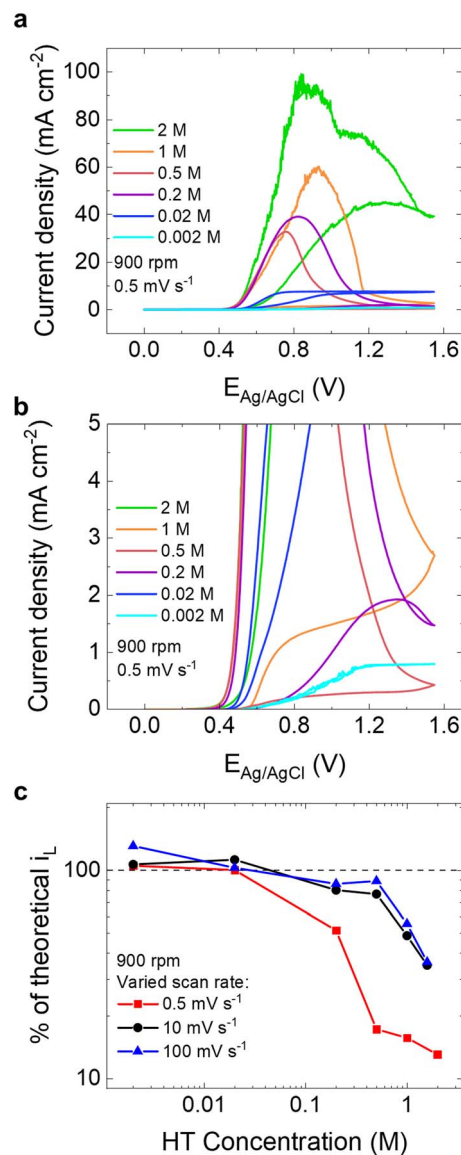 a
Current density (mA cm⁻²)
100
80
60
40
20
0
2 M
1 M
0.5 M
0.2 M
0.02 M
0.002 M
900 rpm
0.5 mV s⁻¹
0.0 0.4 0.8 1.2 1.6
E_Ag/AgCl (V)
b
Current density (mA cm⁻²)
5
4
3
2
1
0
2 M
1 M
0.5 M
0.2 M
0.02 M
0.002 M
900 rpm
0.5 mV s⁻¹
0.0 0.4 0.8 1.2 1.6
E_Ag/AgCl (V)
c
% of theoretical i_L
100
10
900 rpm
Varied scan rate:
0.5 mV s⁻¹
10 mV s⁻¹
100 mV s⁻¹
0.01 0.1 1
HT Concentration (M)